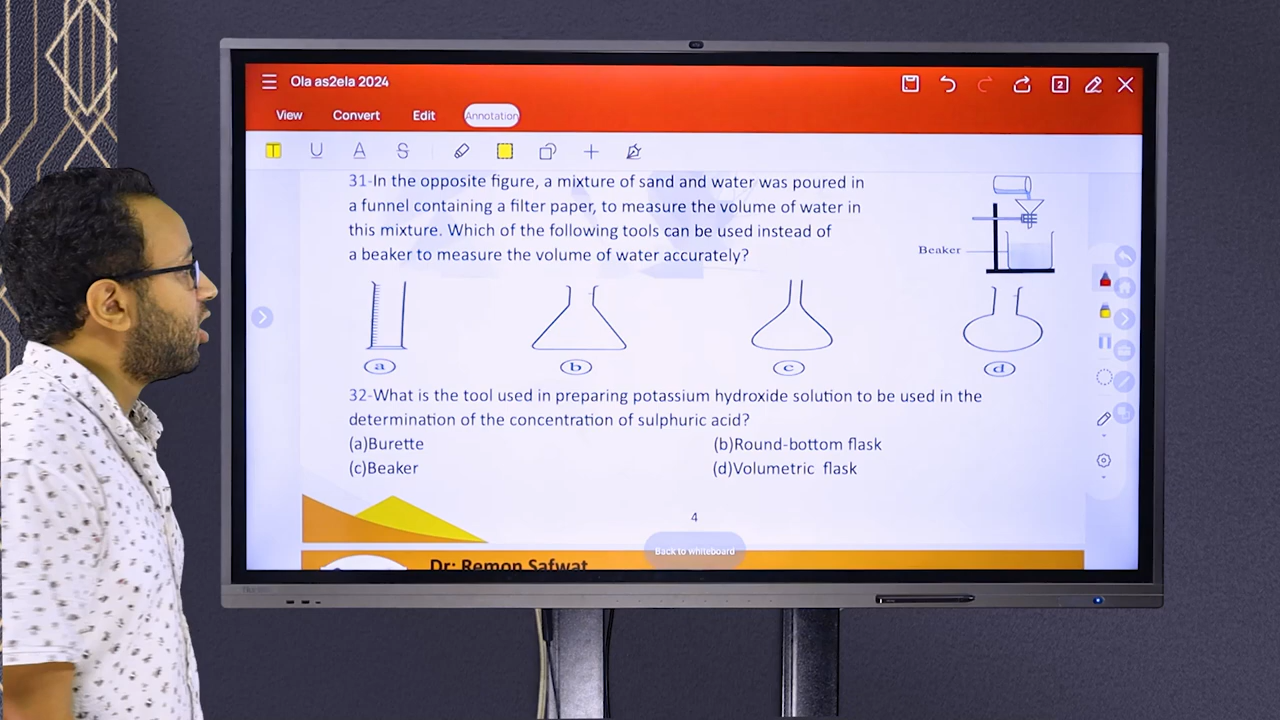 Ola as2ela 2024
2
View
Convert
Edit
Annotation
T U A S
31-In the opposite figure, a mixture of sand and water was poured in
a funnel containing a filter paper, to measure the volume of water in
this mixture. Which of the following tools can be used instead of
a beaker to measure the volume of water accurately?
Beaker
a
b
c
d
32-What is the tool used in preparing potassium hydroxide solution to be used in the
determination of the concentration of sulphuric acid?
(a)Burette
(b)Round-bottom flask
(c)Beaker
(d)Volumetric flask
4
Back to whiteboard
Dr: Remon Safwat